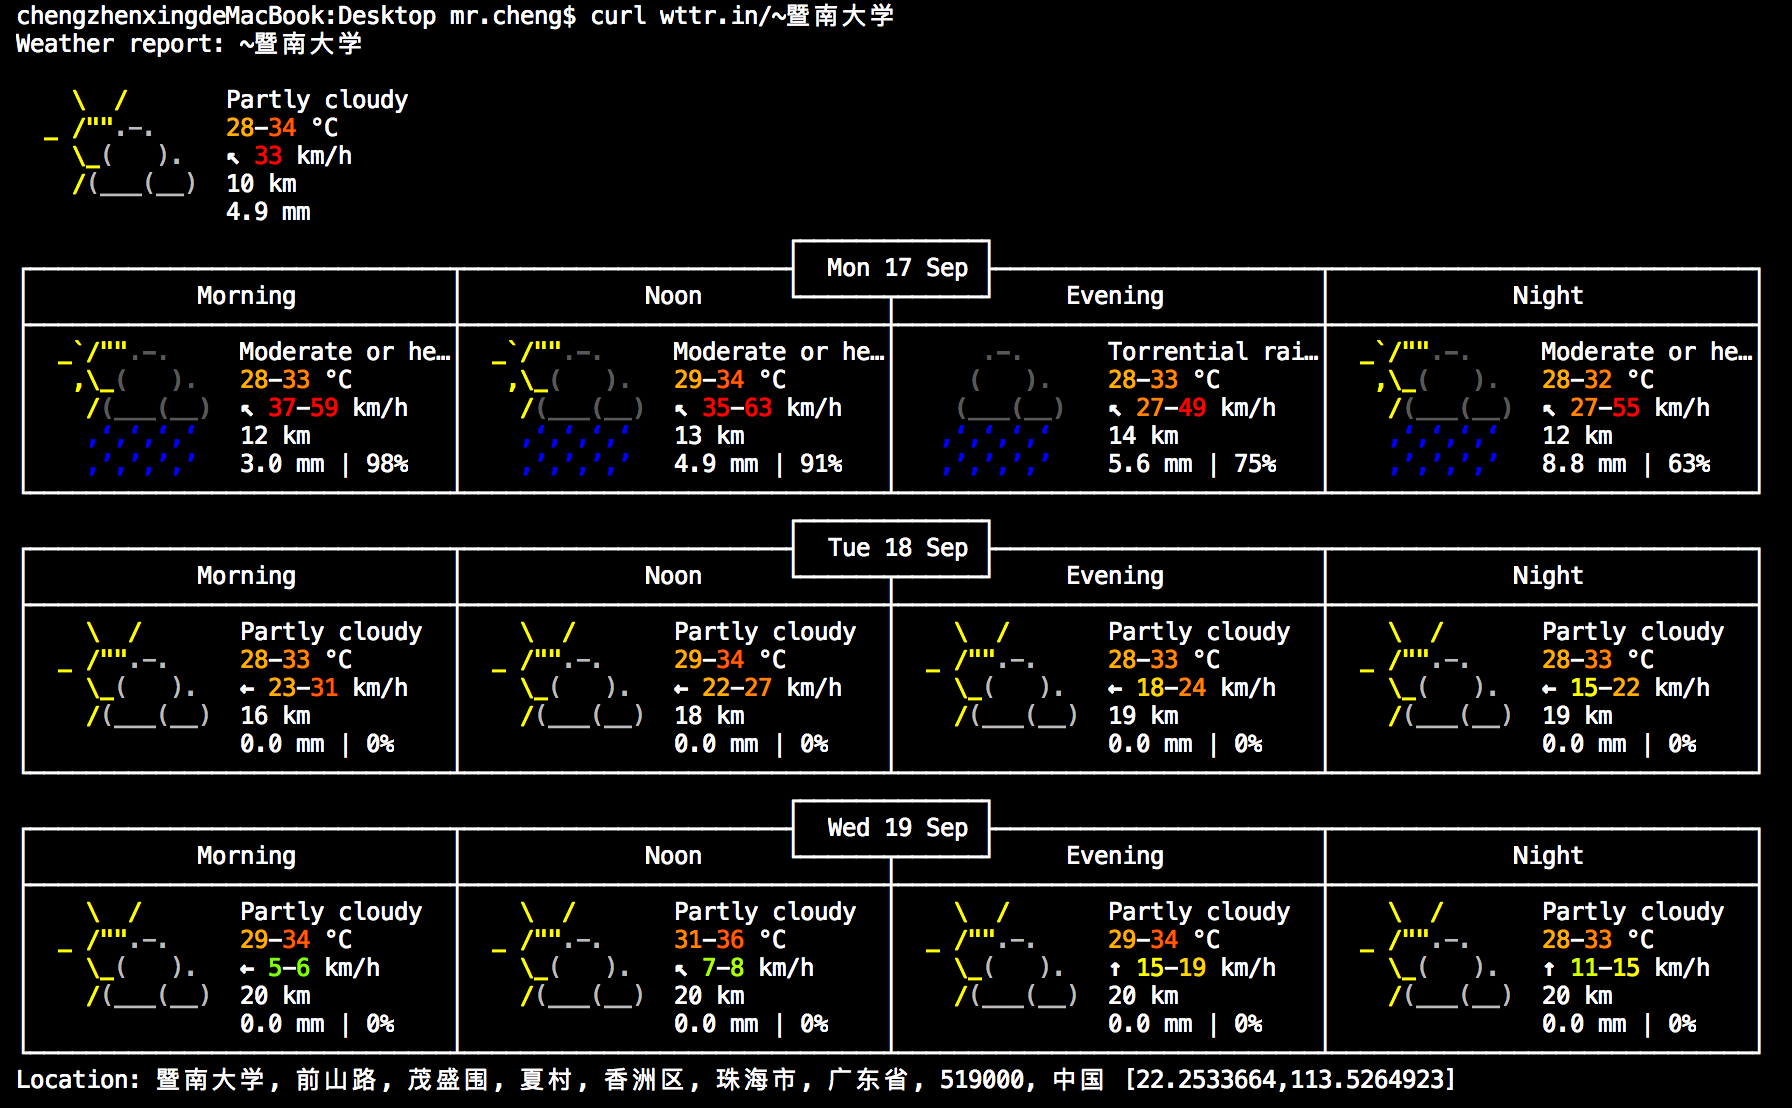 chengzhenxingdeMacBook:Desktop mr.cheng$ curl wttr.in/~暨南大学
Weather report: ~暨南大学
Partly cloudy
28-34 °C
↖ 33 km/h
10 km
4.9 mm
Mon 17 Sep
Morning Noon Evening Night
Moderate or he… Moderate or he… Torrential rai… Moderate or he…
28-33 °C 29-34 °C 28-33 °C 28-32 °C
↖ 37-59 km/h ↖ 35-63 km/h ↖ 27-49 km/h ↖ 27-55 km/h
12 km 13 km 14 km 12 km
3.0 mm | 98% 4.9 mm | 91% 5.6 mm | 75% 8.8 mm | 63%
Tue 18 Sep
Morning Noon Evening Night
Partly cloudy Partly cloudy Partly cloudy Partly cloudy
28-33 °C 29-34 °C 28-33 °C 28-33 °C
← 23-31 km/h ← 22-27 km/h ← 18-24 km/h ← 15-22 km/h
16 km 18 km 19 km 19 km
0.0 mm | 0% 0.0 mm | 0% 0.0 mm | 0% 0.0 mm | 0%
Wed 19 Sep
Morning Noon Evening Night
Partly cloudy Partly cloudy Partly cloudy Partly cloudy
29-34 °C 31-36 °C 29-34 °C 28-33 °C
← 5-6 km/h ↖ 7-8 km/h ↑ 15-19 km/h ↑ 11-15 km/h
20 km 20 km 20 km 20 km
0.0 mm | 0% 0.0 mm | 0% 0.0 mm | 0% 0.0 mm | 0%
Location: 暨南大学, 前山路, 茂盛围, 夏村, 香洲区, 珠海市, 广东省, 519000, 中国 [22.2533664,113.5264923]